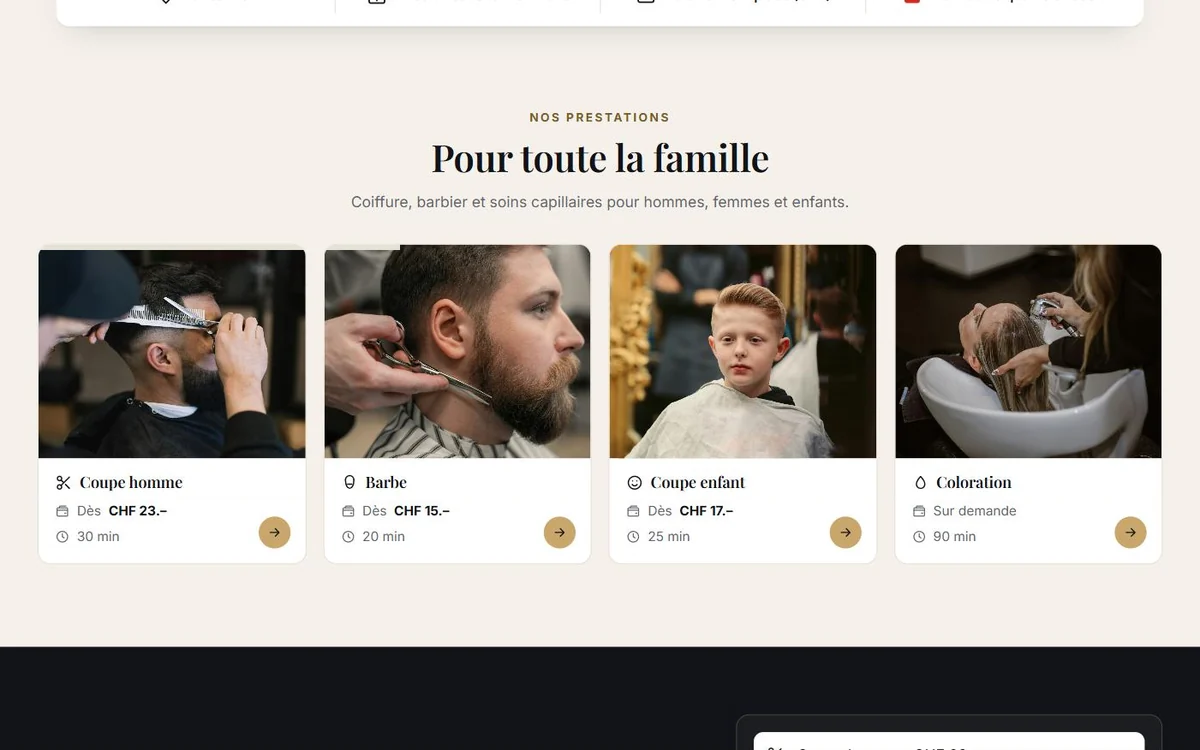 NOS PRESTATIONS
Pour toute la famille
Coiffure, barbier et soins capillaires pour hommes, femmes et enfants.
Coupe homme
Dès CHF 23.–
30 min
Barbe
Dès CHF 15.–
20 min
Coupe enfant
Dès CHF 17.–
25 min
Coloration
Sur demande
90 min